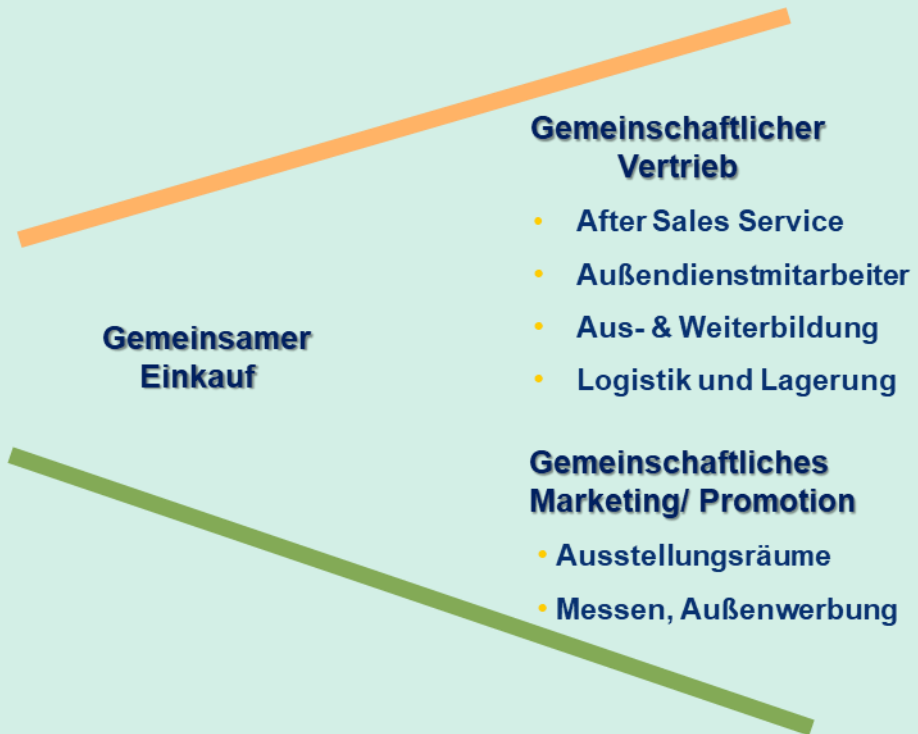 Gemeinsamer
Einkauf
Gemeinschaftlicher
Vertrieb
• After Sales Service
• Außendienstmitarbeiter
• Aus- & Weiterbildung
• Logistik und Lagerung
Gemeinschaftliches
Marketing/ Promotion
• Ausstellungsräume
• Messen, Außenwerbung